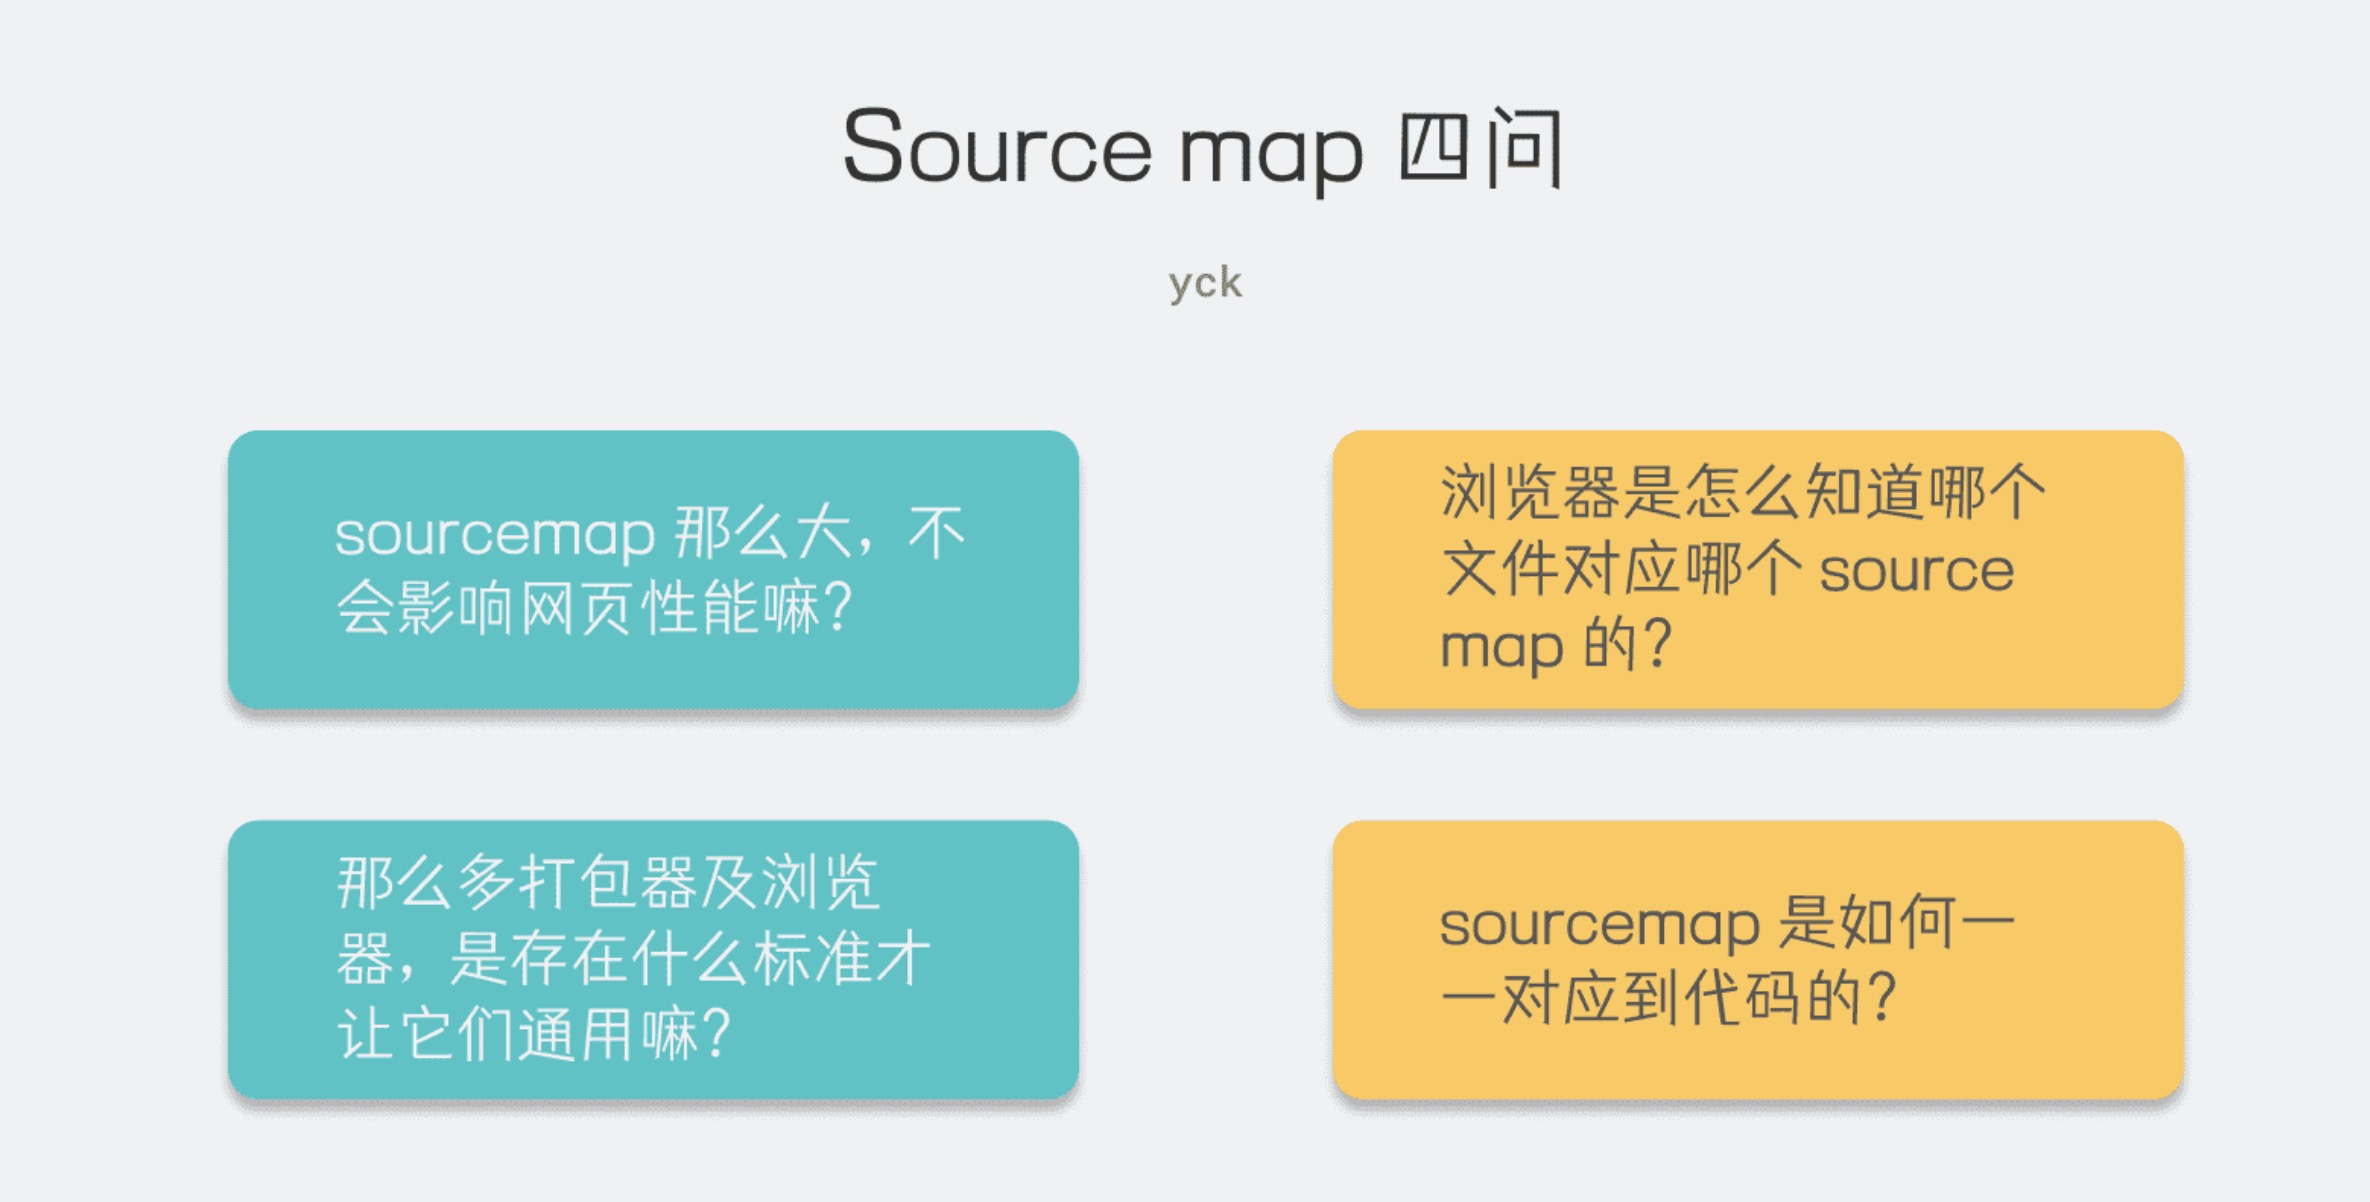 Source map 四问
yck
sourcemap 那么大，不
会影响网页性能嘛？
浏览器是怎么知道哪个
文件对应哪个 source
map 的？
那么多打包器及浏览
器，是存在什么标准才
让它们通用嘛？
sourcemap 是如何一
一对应到代码的？